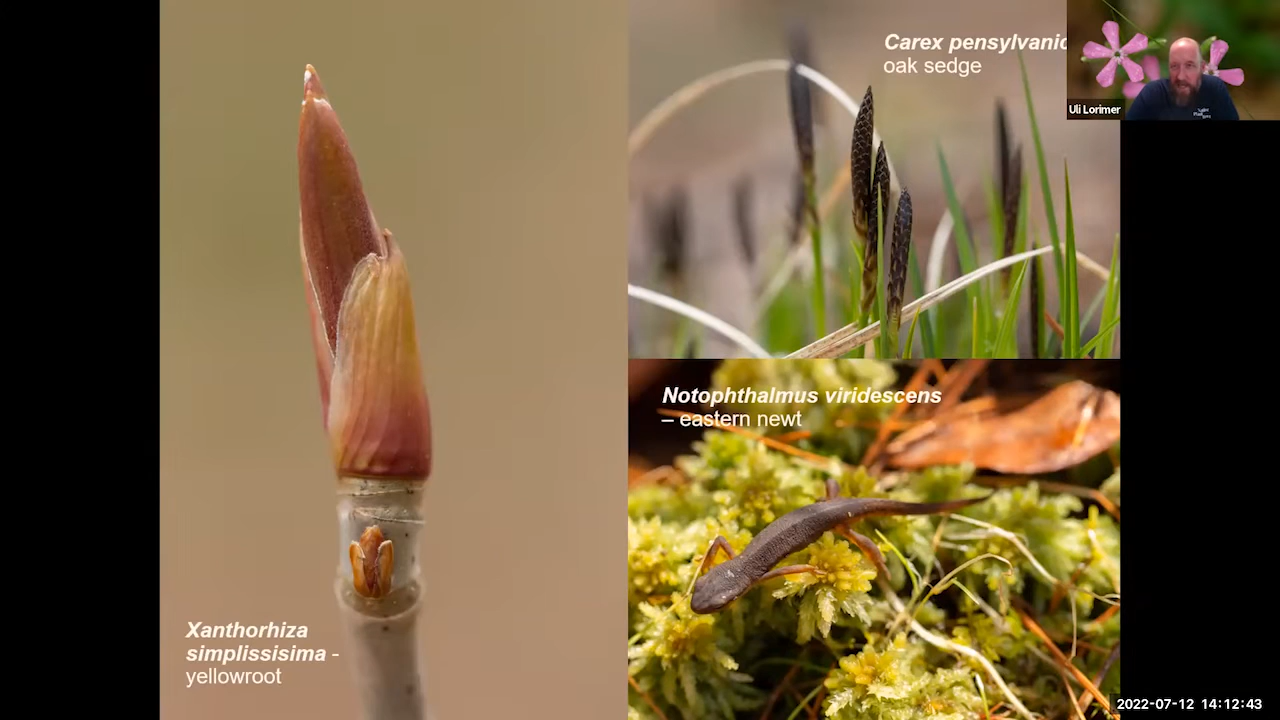 Carex pensylvanic
oak sedge
Uli Lorimer
Notophthalmus viridescens
– eastern newt
Xanthorhiza
simplissisima -
yellowroot
2022-07-12 14:12:43